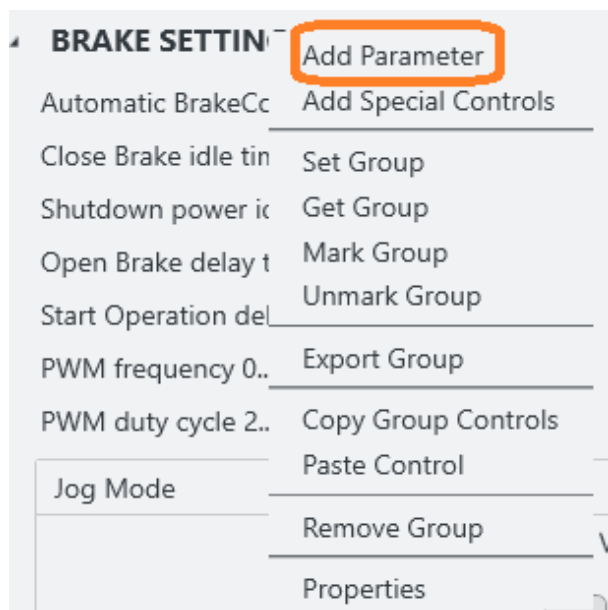 BRAKE SETTIN
Automatic BrakeCo
Close Brake idle tin
Shutdown power ic
Open Brake delay t
Start Operation del
PWM frequency 0..
PWM duty cycle 2..
Jog Mode
Add Parameter
Add Special Controls
Set Group
Get Group
Mark Group
Unmark Group
Export Group
Copy Group Controls
Paste Control
Remove Group
Properties